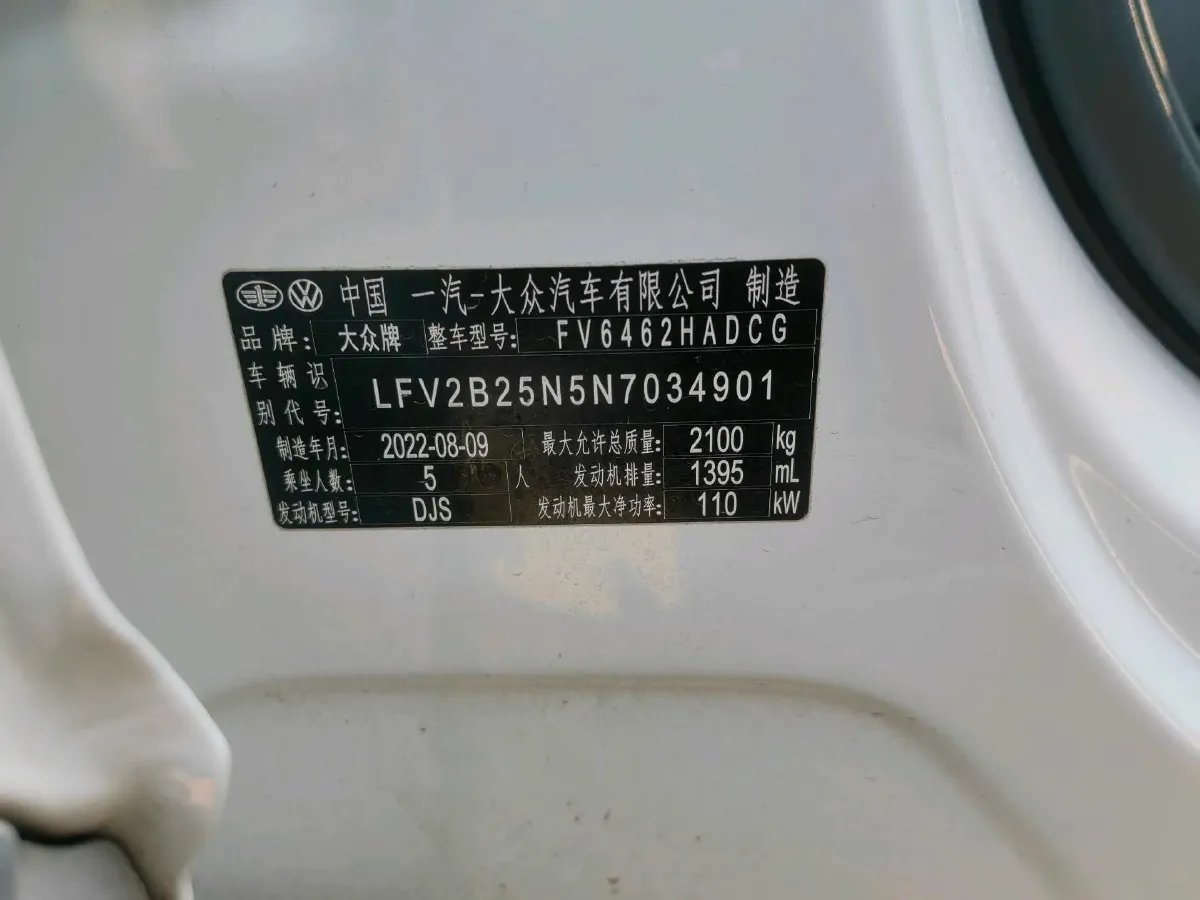 中国 一汽-大众汽车有限公司 制造
品牌: 大众牌 整车型号: FV6462HADCG
车辆识别代号: LFV2B25N5N7034901
制造年月: 2022-08-09 最大允许总质量: 2100 kg
乘坐人数: 5 人 发动机排量: 1395 mL
发动机型号: DJS 发动机最大净功率: 110 kW